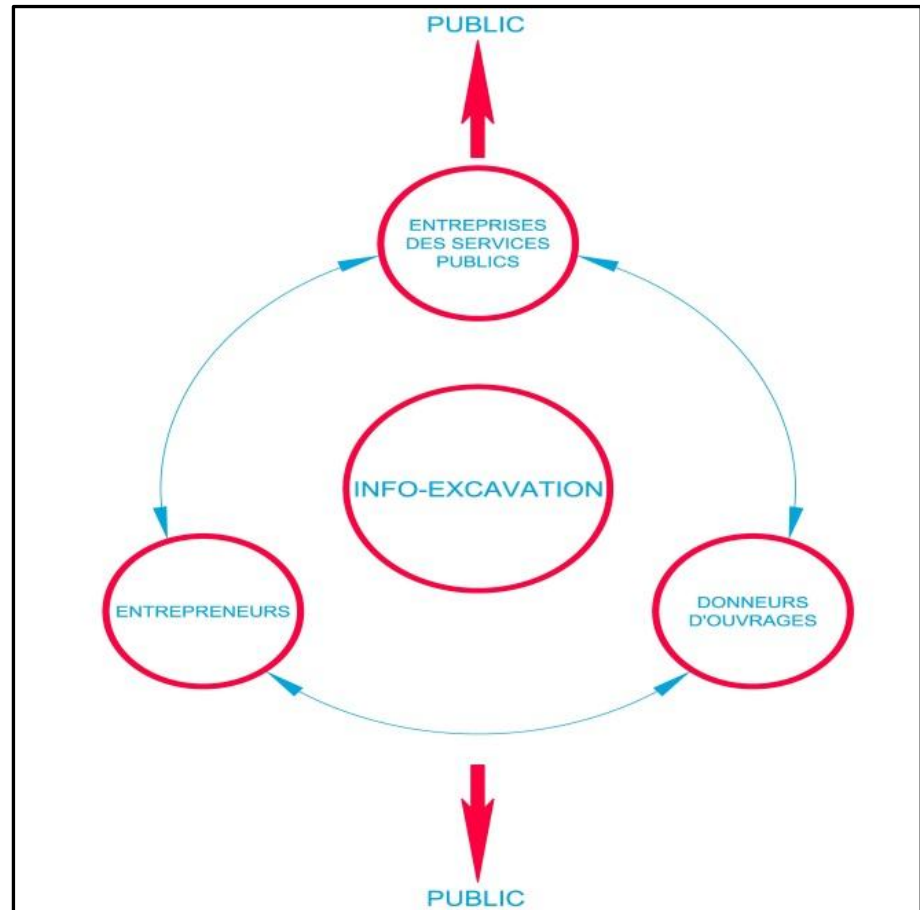 PUBLIC
ENTREPRISES
DES SERVICES
PUBLICS
INFO-EXCAVATION
ENTREPRENEURS
DONNEURS
D'OUVRAGES
PUBLIC